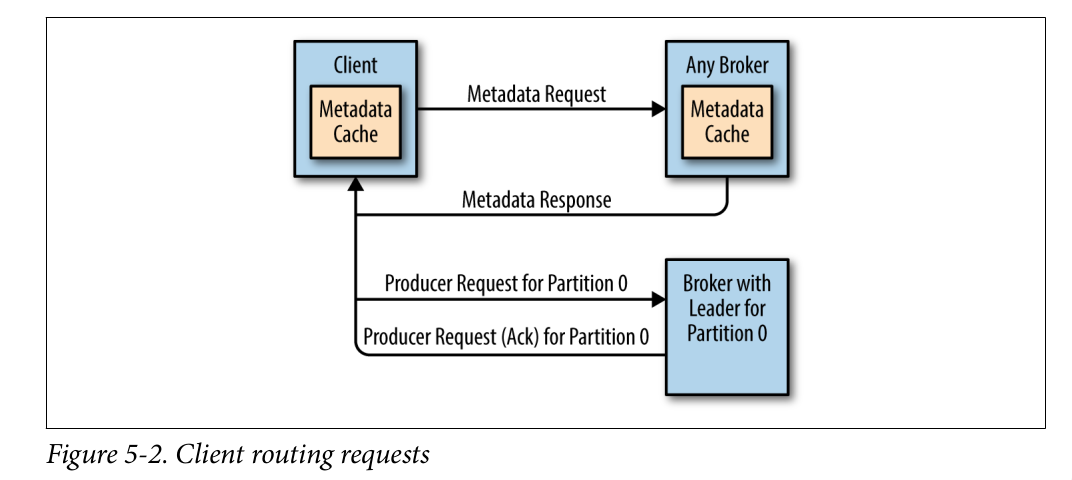 Client
Any Broker
Metadata
Cache
Metadata Request
Metadata
Cache
Metadata Response
Producer Request for Partition 0
Broker with
Leader for
Partition 0
Producer Request (Ack) for Partition 0
Figure 5-2. Client routing requests